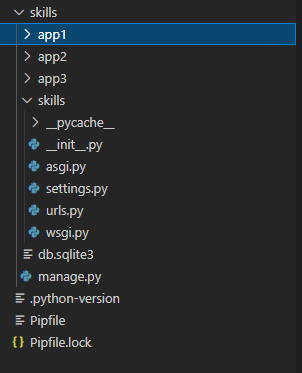 skills
app1
app2
app3
skills
__pycache__
__init__.py
asgi.py
settings.py
urls.py
wsgi.py
db.sqlite3
manage.py
.python-version
Pipfile
{} Pipfile.lock